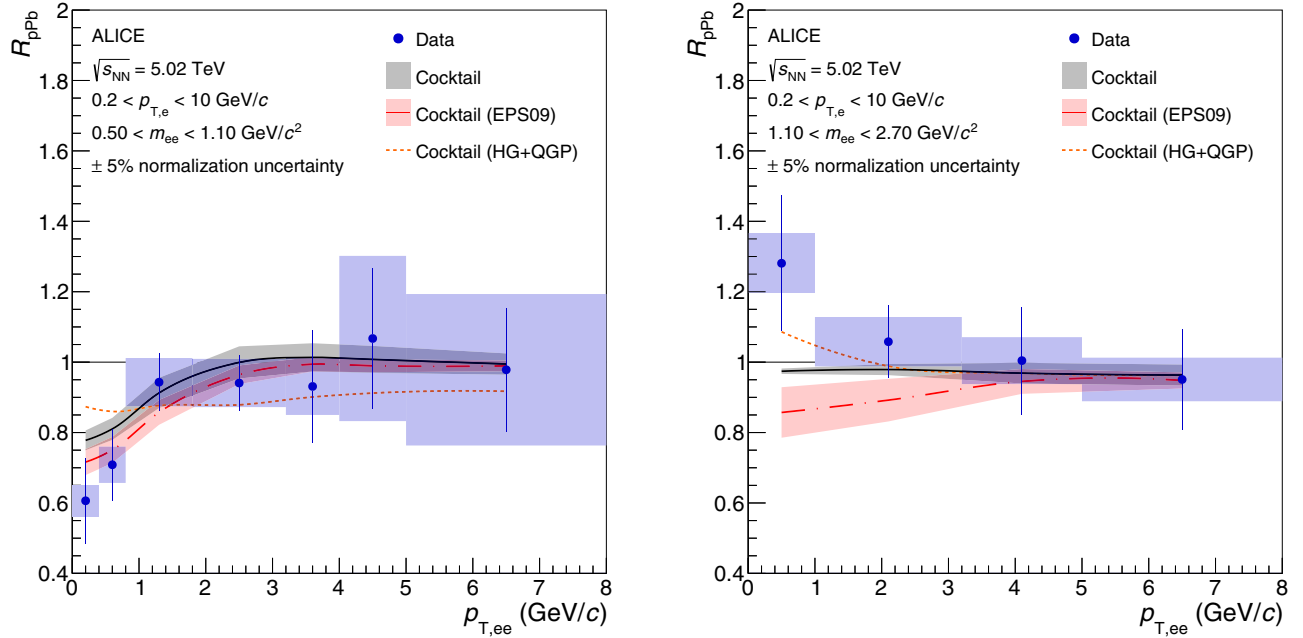 R_pPb
2
1.8
1.6
1.4
1.2
1
0.8
0.6
0.4
ALICE
√s_NN = 5.02 TeV
0.2 < p_T,e < 10 GeV/c
0.50 < m_ee < 1.10 GeV/c²
± 5% normalization uncertainty
Data
Cocktail
Cocktail (EPS09)
Cocktail (HG+QGP)
0 1 2 3 4 5 6 7 8
p_T,ee (GeV/c)
R_pPb
2
1.8
1.6
1.4
1.2
1
0.8
0.6
0.4
ALICE
√s_NN = 5.02 TeV
0.2 < p_T,e < 10 GeV/c
1.10 < m_ee < 2.70 GeV/c²
± 5% normalization uncertainty
Data
Cocktail
Cocktail (EPS09)
Cocktail (HG+QGP)
0 1 2 3 4 5 6 7 8
p_T,ee (GeV/c)